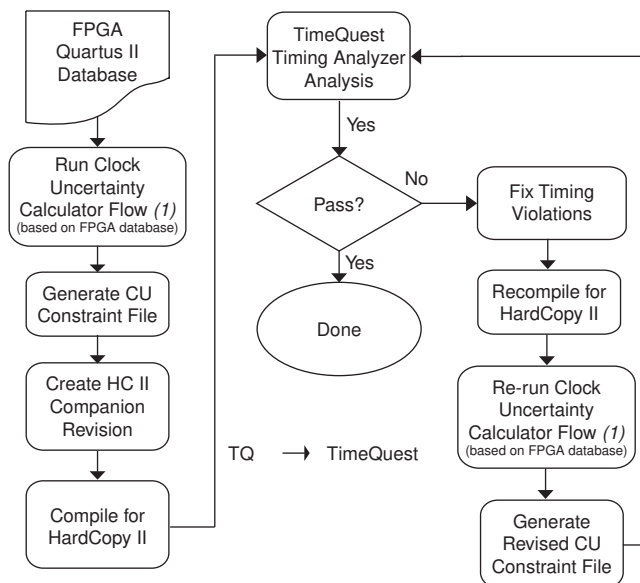 FPGA
Quartus II
Database
Run Clock
Uncertainty
Calculator Flow (1)
(based on FPGA database)
Generate CU
Constraint File
Create HC II
Companion
Revision
Compile for
HardCopy II
TimeQuest
Timing Analyzer
Analysis
Yes
Pass?
No
Yes
Done
TQ
TimeQuest
Fix Timing
Violations
Recompile for
HardCopy II
Re-run Clock
Uncertainty
Calculator Flow (1)
(based on FPGA database)
Generate
Revised CU
Constraint File